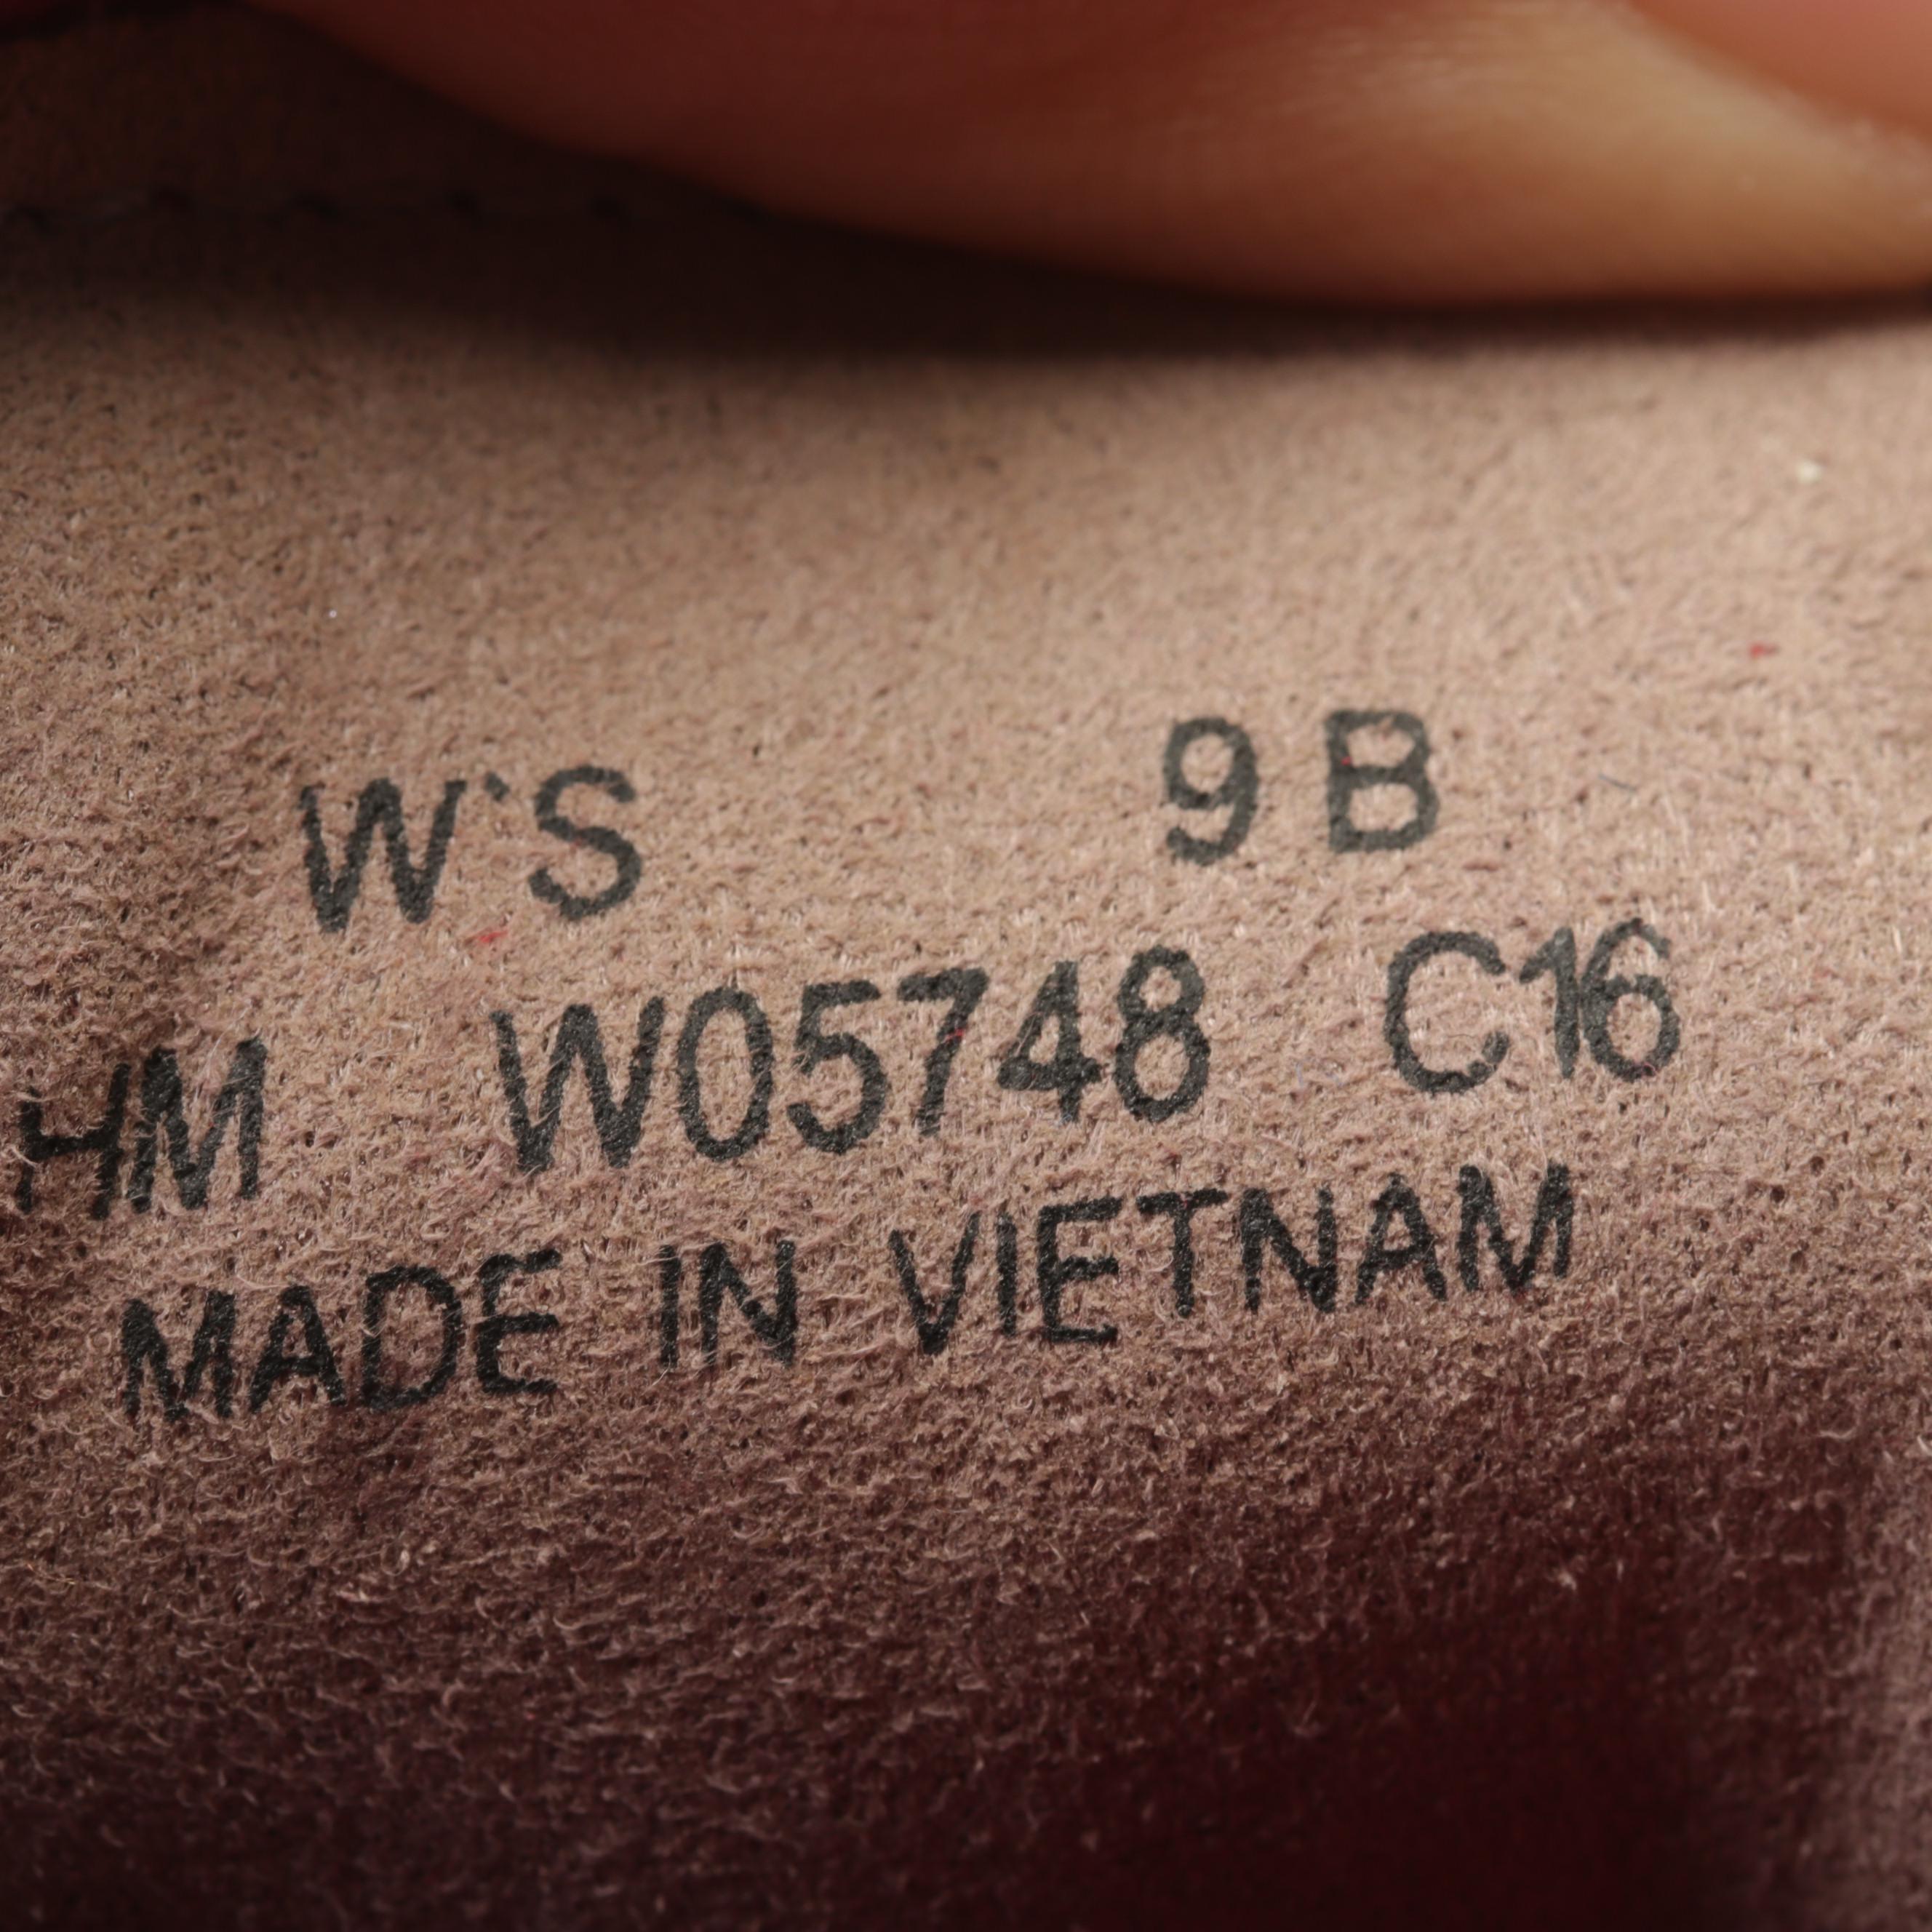 W'S 9 B
HM W05748 C16
MADE IN VIETNAM